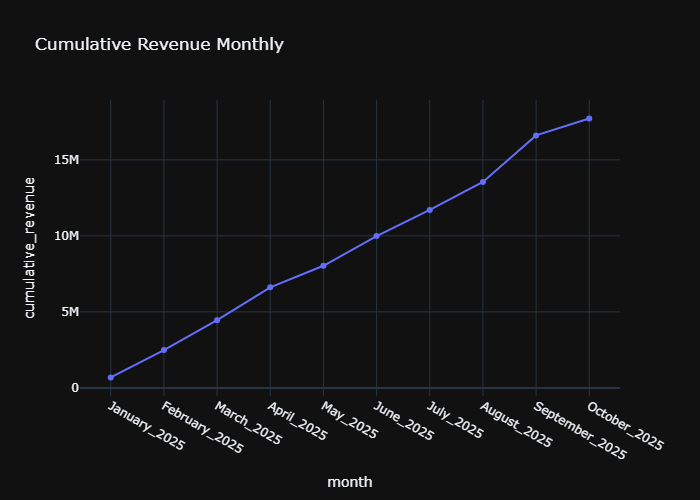 Cumulative Revenue Monthly
cumulative_revenue
15M
10M
5M
0
January_2025
February_2025
March_2025
April_2025
May_2025
June_2025
July_2025
August_2025
September_2025
October_2025
month